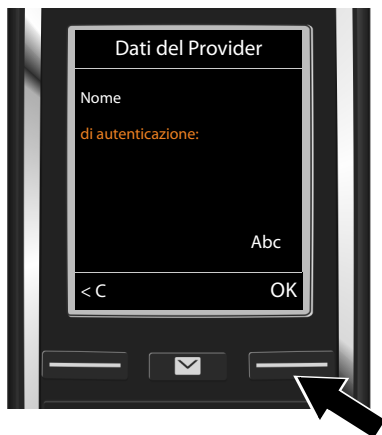 Dati del Provider
Nome
di autenticazione:
Abc
< C
OK